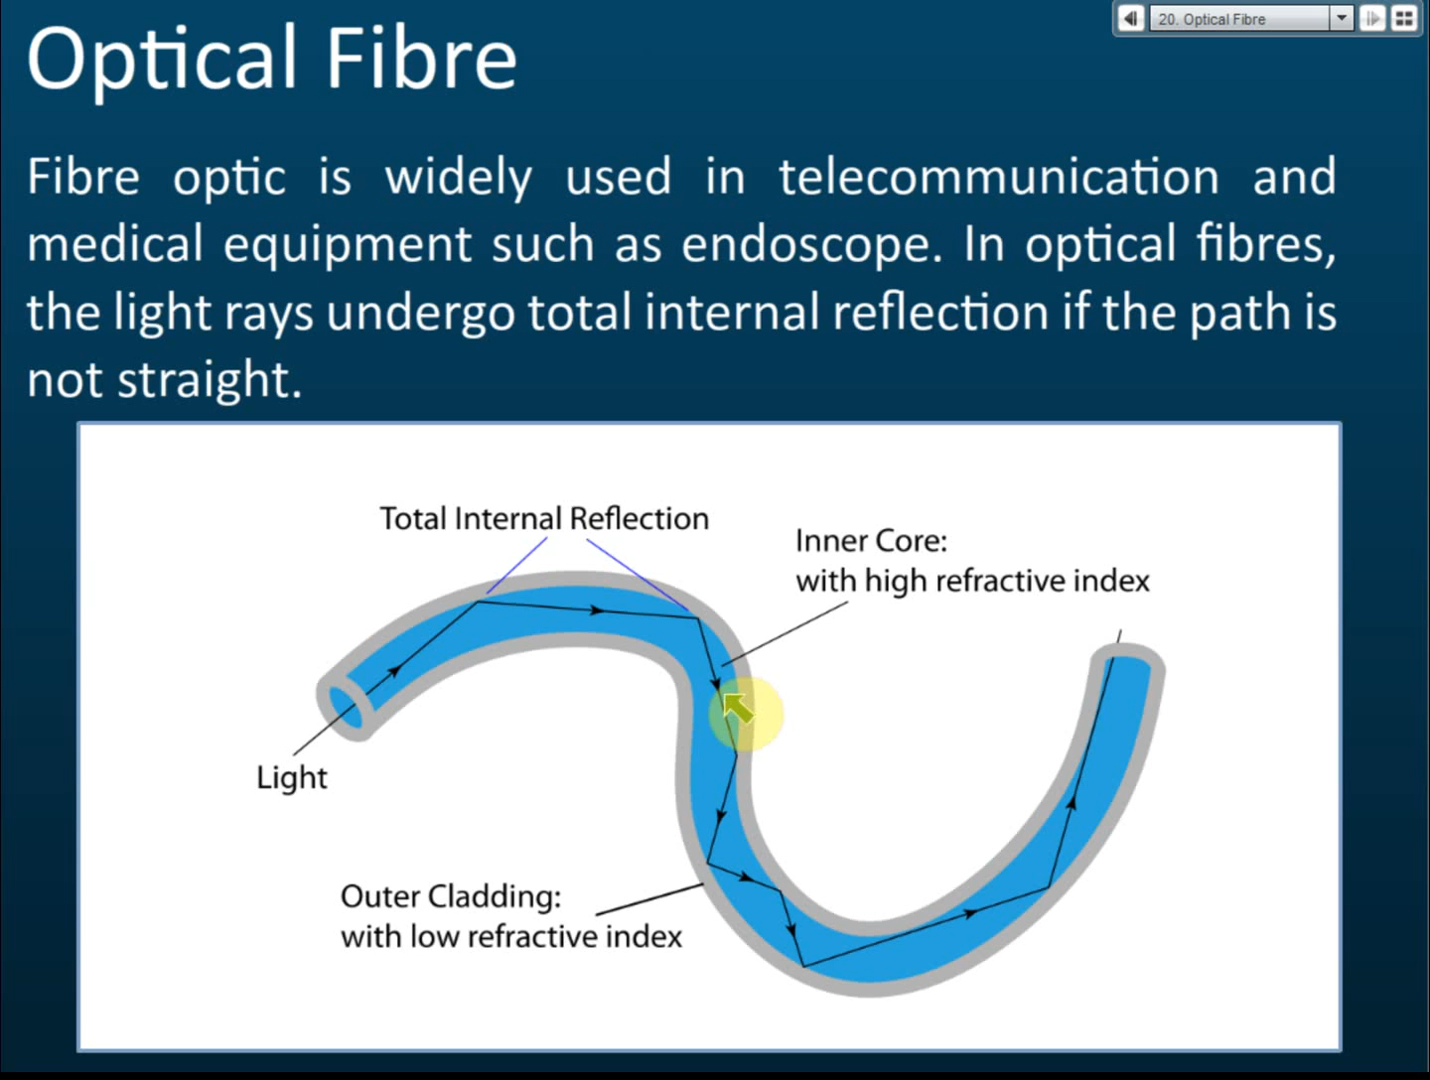 20. Optical Fibre
Optical Fibre
Fibre optic is widely used in telecommunication and
medical equipment such as endoscope. In optical fibres,
the light rays undergo total internal reflection if the path is
not straight.
Total Internal Reflection
Inner Core:
with high refractive index
Light
Outer Cladding:
with low refractive index